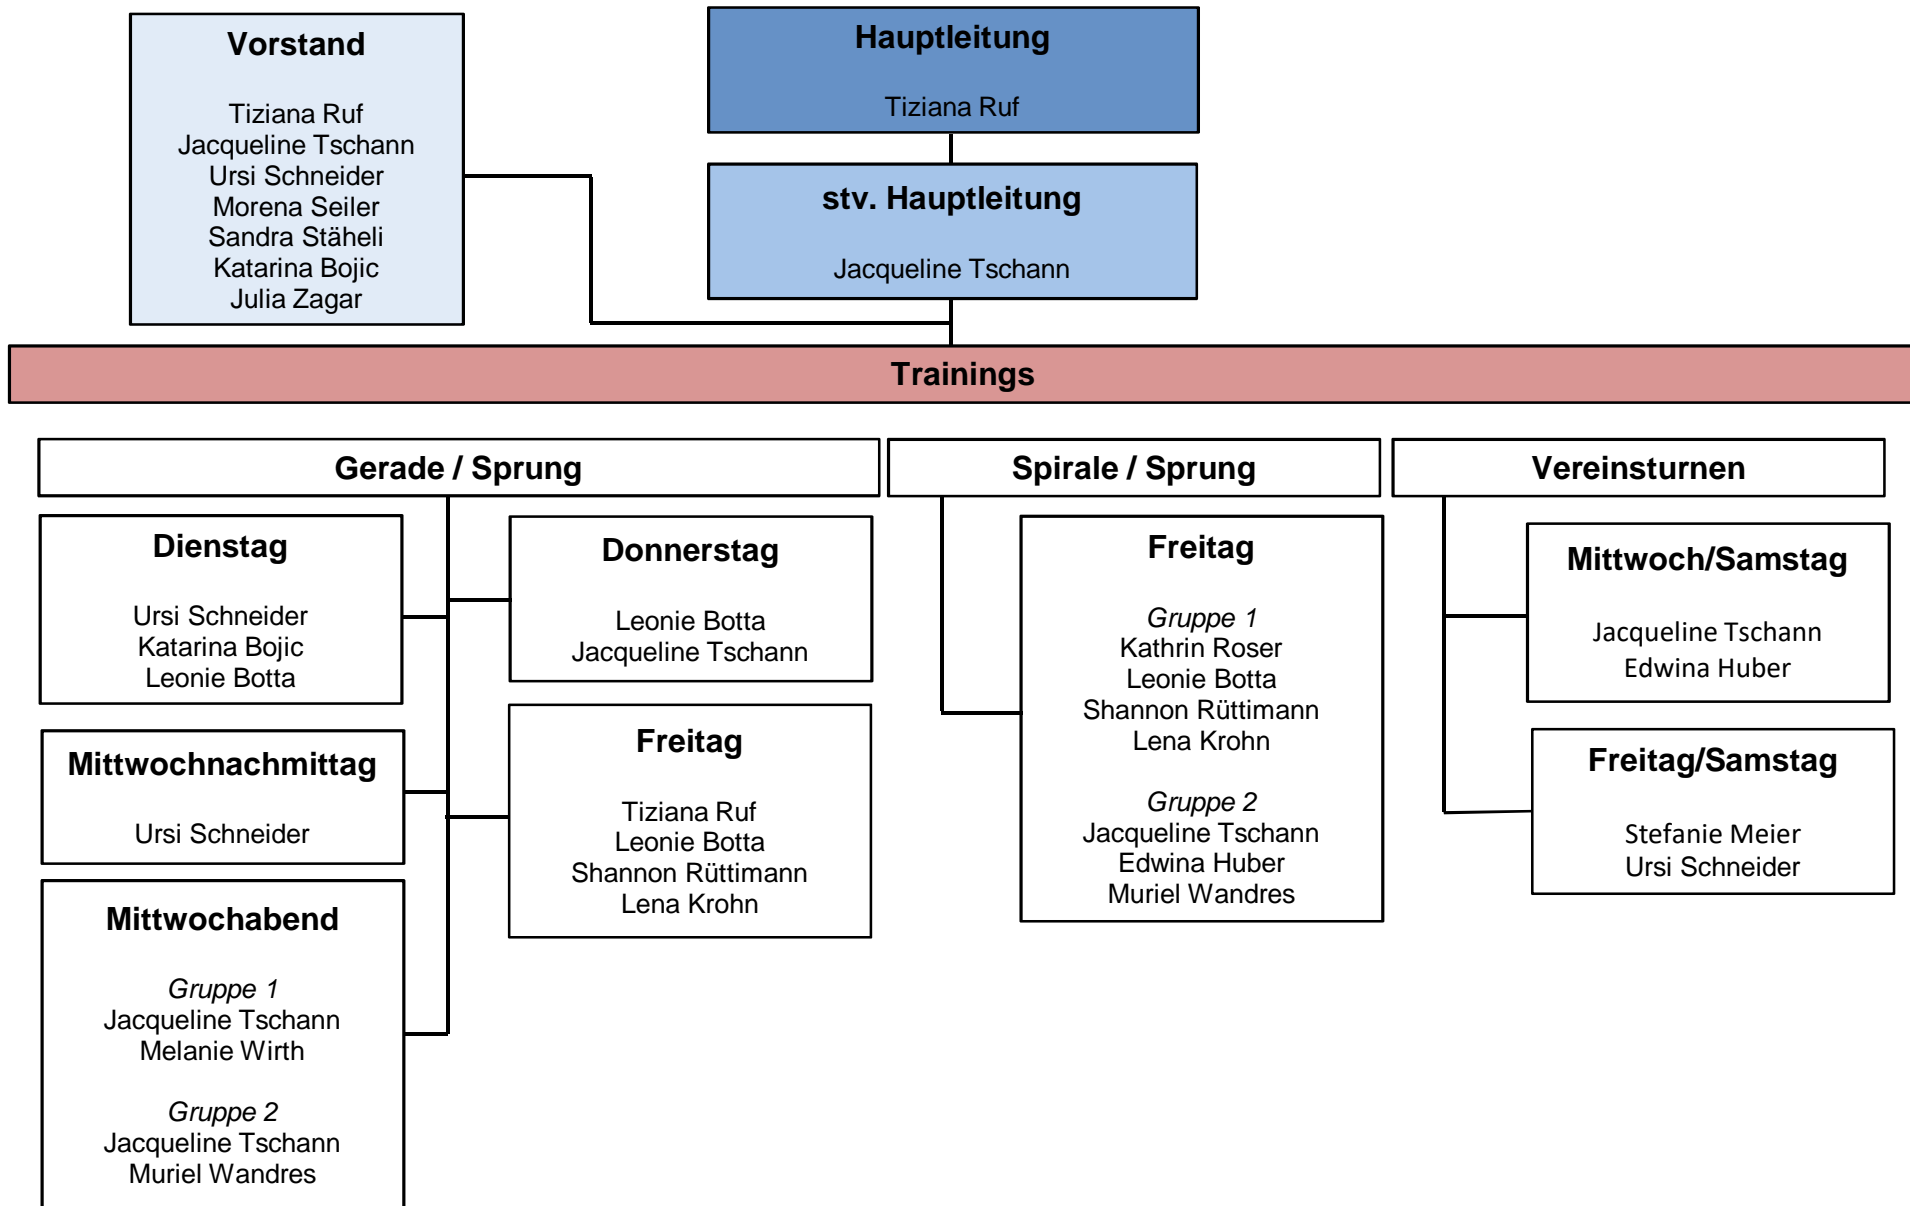 Vorstand
Tiziana Ruf
Jacqueline Tschann
Ursi Schneider
Morena Seiler
Sandra Stäheli
Katarina Bojic
Julia Zagar
Hauptleitung
Tiziana Ruf
stv. Hauptleitung
Jacqueline Tschann
Trainings
Gerade / Sprung
Dienstag
Ursi Schneider
Katarina Bojic
Leonie Botta
Mittwochnachmittag
Ursi Schneider
Mittwochabend
Gruppe 1
Jacqueline Tschann
Melanie Wirth
Gruppe 2
Jacqueline Tschann
Muriel Wandres
Donnerstag
Leonie Botta
Jacqueline Tschann
Freitag
Tiziana Ruf
Leonie Botta
Shannon Rüttimann
Lena Krohn
Spirale / Sprung
Freitag
Gruppe 1
Kathrin Roser
Leonie Botta
Shannon Rüttimann
Lena Krohn
Gruppe 2
Jacqueline Tschann
Edwina Huber
Muriel Wandres
Vereinsturnen
Mittwoch/Samstag
Jacqueline Tschann
Edwina Huber
Freitag/Samstag
Stefanie Meier
Ursi Schneider